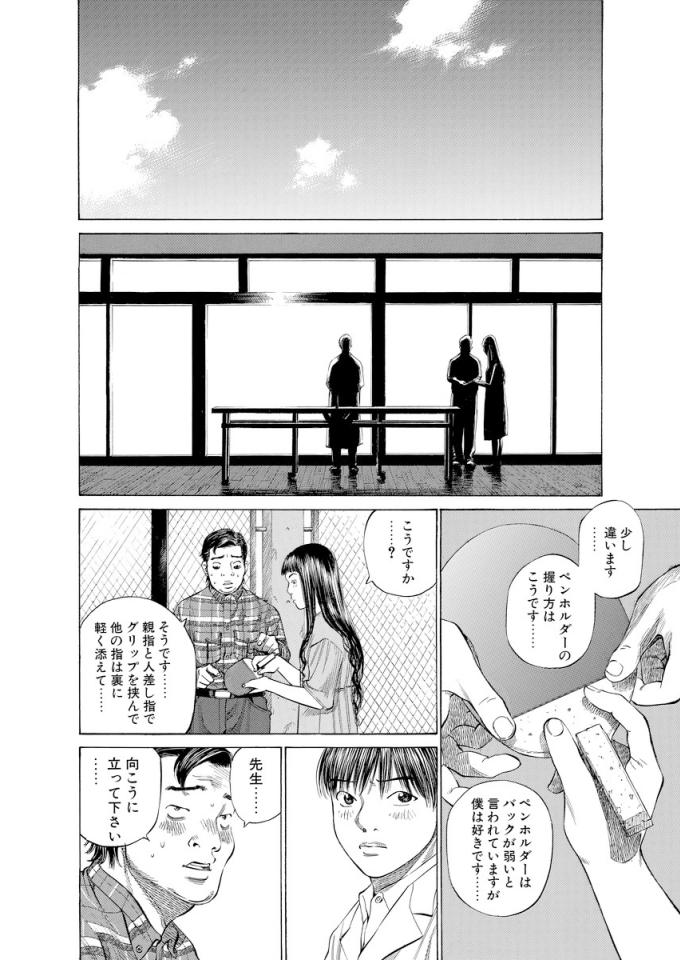 こうですか
……？
少し
違います
……
ペンホルダーの
握り方は
こうです……
ペンホルダーは
バックが弱いと
言われていますが
僕は好きです……
そうです……
親指と人差し指で
グリップを挟んで
他の指は裏に
軽く添えて……
先生……
向こうに
立って下さい
……